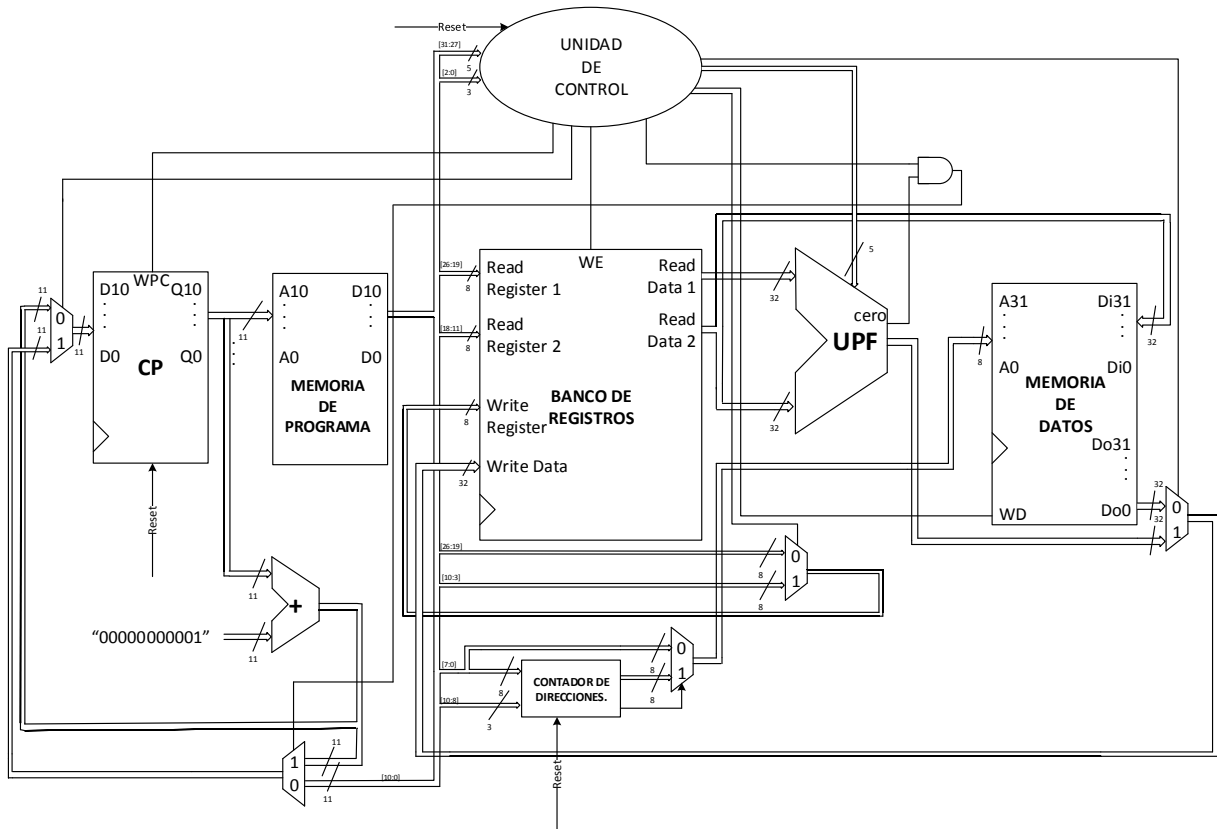 Reset
UNIDAD
DE
CONTROL
[31:27]
5
[2:0]
3
WPC
D10
Q10
D0
Q0
CP
11
11
11
11
Reset
A10
D10
A0
D0
MEMORIA
DE
PROGRAMA
[26:19]
8
[18:11]
8
8
32
WE
Read
Register 1
Read
Register 2
Write
Register
Write Data
Read
Data 1
Read
Data 2
BANCO DE
REGISTROS
32
32
5
cero
UPF
8
A31
Di31
A0
Di0
MEMORIA
DE
DATOS
Do31
WD
Do0
32
32
32
0
1
0
1
[26:19]
8
[10:3]
8
0
1
+
11
"00000000001"
11
[7:0]
8
[10:8]
3
CONTADOR DE
DIRECCIONES.
8
8
0
1
Reset
1
0
11
11
[10:0]